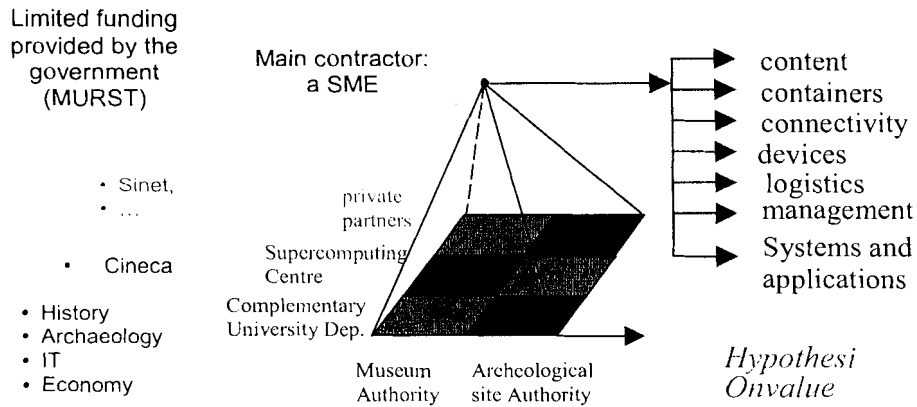 Limited funding
provided by the
government
(MURST)
Main contractor:
a SME
content
containers
connectivity
devices
logistics
management
Systems and
applications
• Sinet,
• ...
private
partners
• Cineca
Supercomputing
Centre
Complementary
University Dep.
• History
• Archaeology
• IT
• Economy
Museum
Authority
Archeological
site Authority
Hypothesi
Onvalue